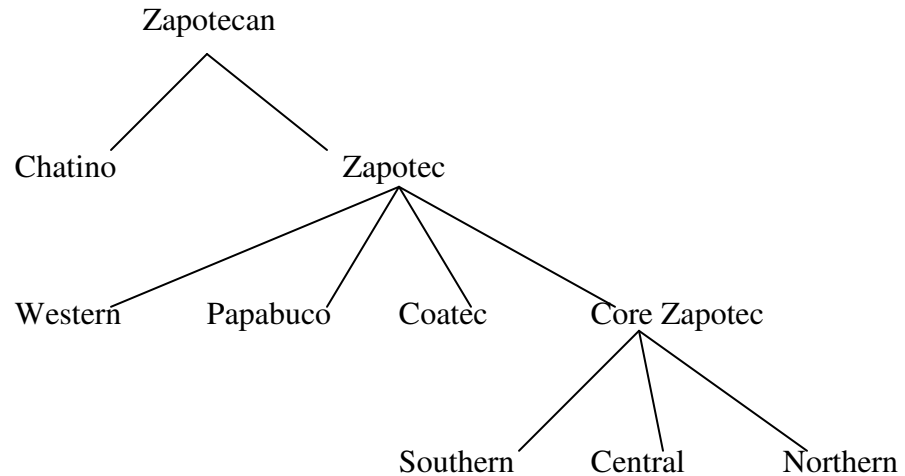 Zapotecan
Chatino Zapotec
Western Papabuco Coatec Core Zapotec
Southern Central Northern